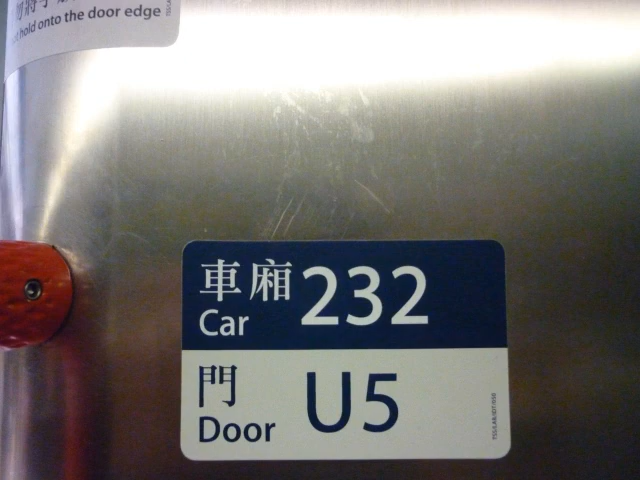 hold onto the door edge
車廂 232
Car
門 U5
Door